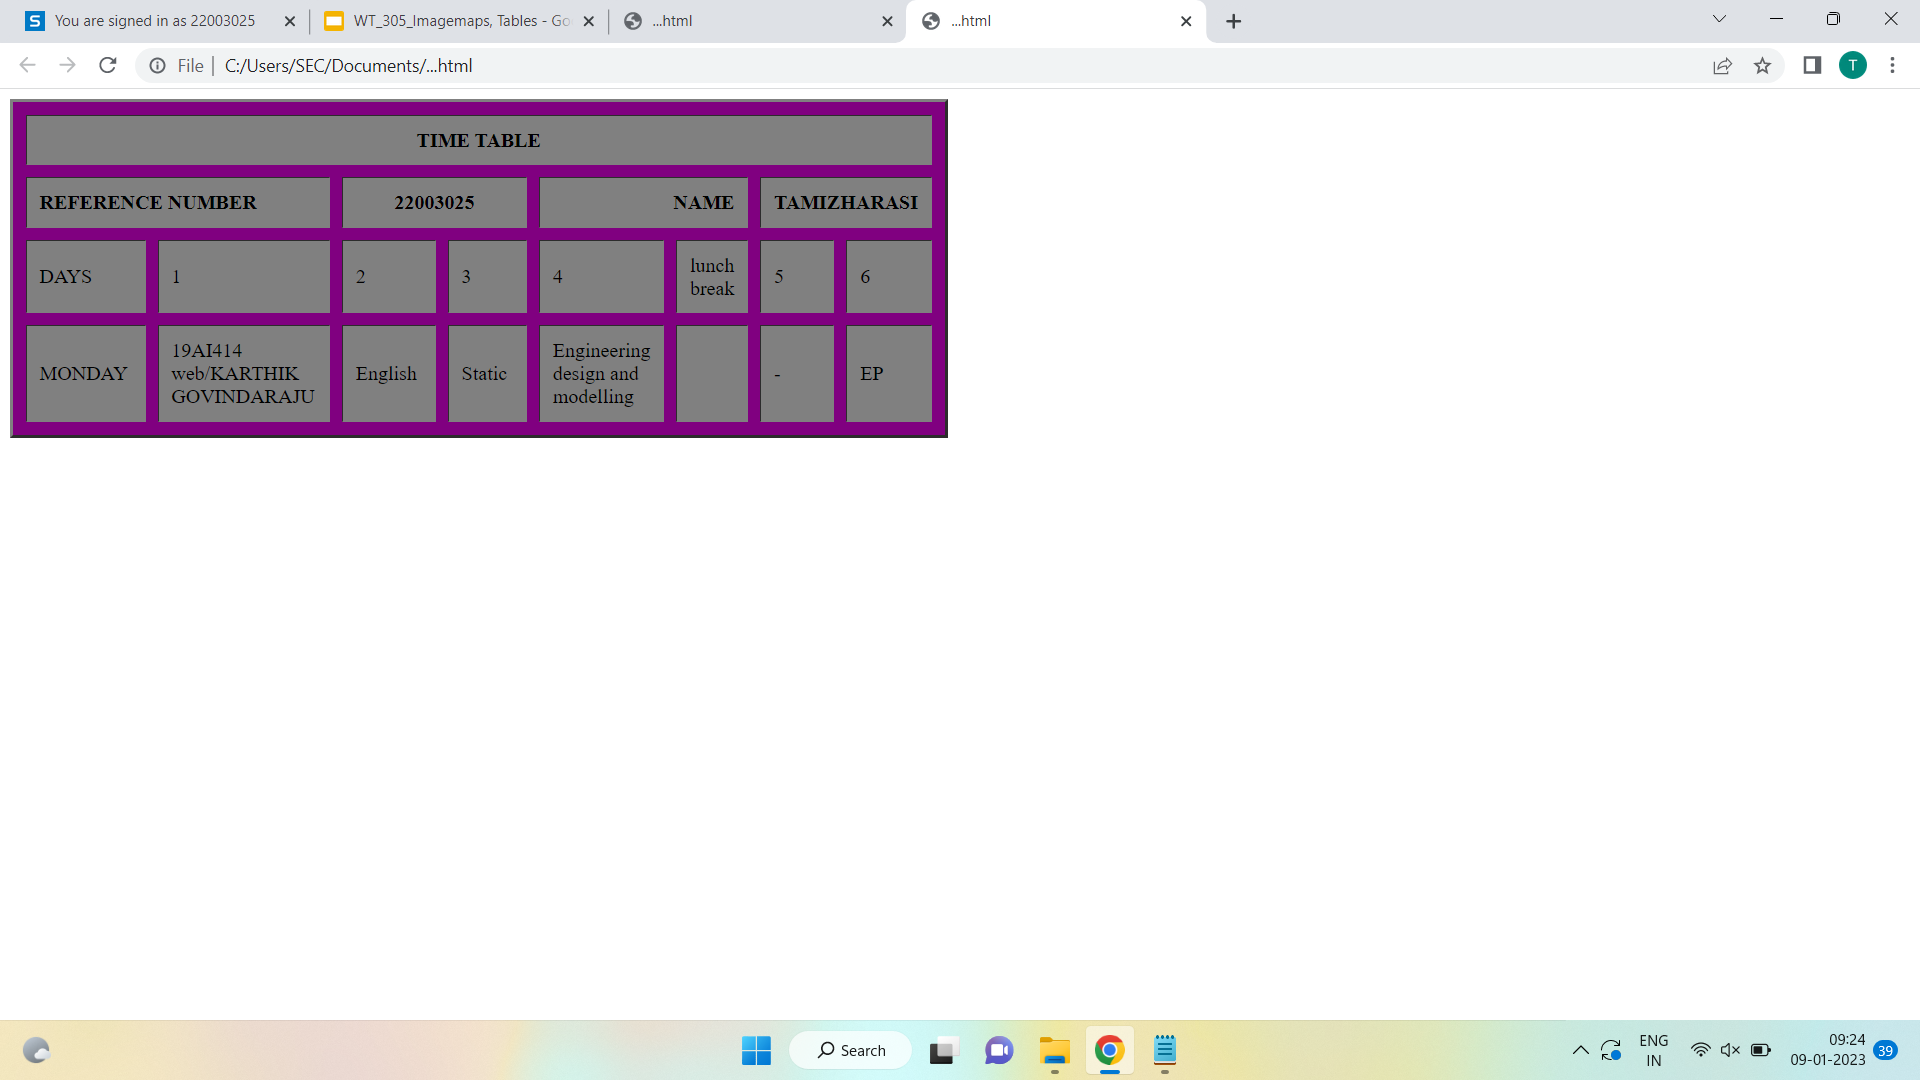 You are signed in as 22003025
WT_305_Imagemaps, Tables - Go
...html
...html
File
C:/Users/SEC/Documents/...html
T
TIME TABLE
REFERENCE NUMBER 22003025 NAME TAMIZHARASI
DAYS 1 2 3 4 lunch break 5 6
MONDAY
19AI414
web/KARTHIK
GOVINDARAJU
English
Static
Engineering
design and
modelling
-
EP
Search
ENG
IN
09:24
09-01-2023
39